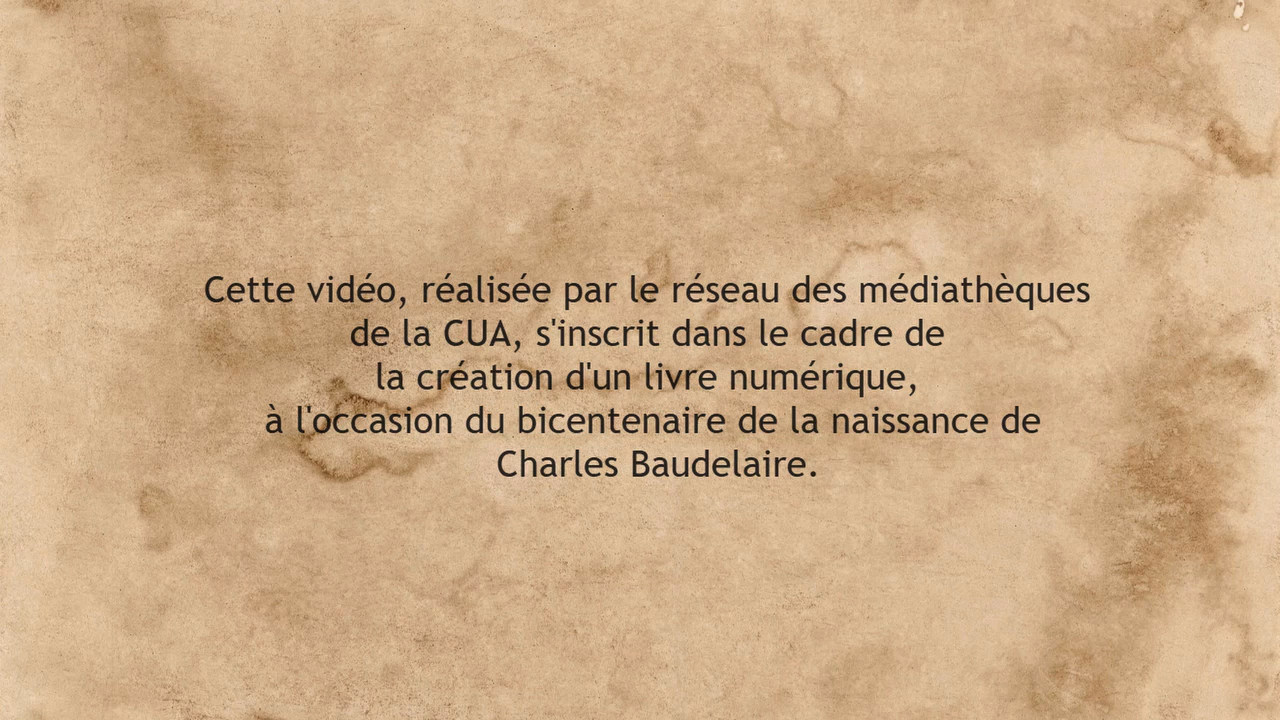 Cette vidéo, réalisée par le réseau des médiathèques
de la CUA, s'inscrit dans le cadre de
la création d'un livre numérique,
à l'occasion du bicentenaire de la naissance de
Charles Baudelaire.